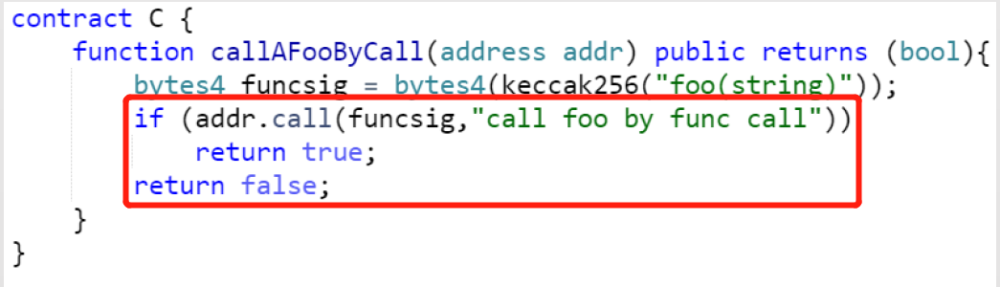 contract C {
    function callAFooByCall(address addr) public returns (bool){
        bytes4 funcsig = bytes4(keccak256("foo(string)"));
        if (addr.call(funcsig,"call foo by func call"))
            return true;
        return false;
    }
}